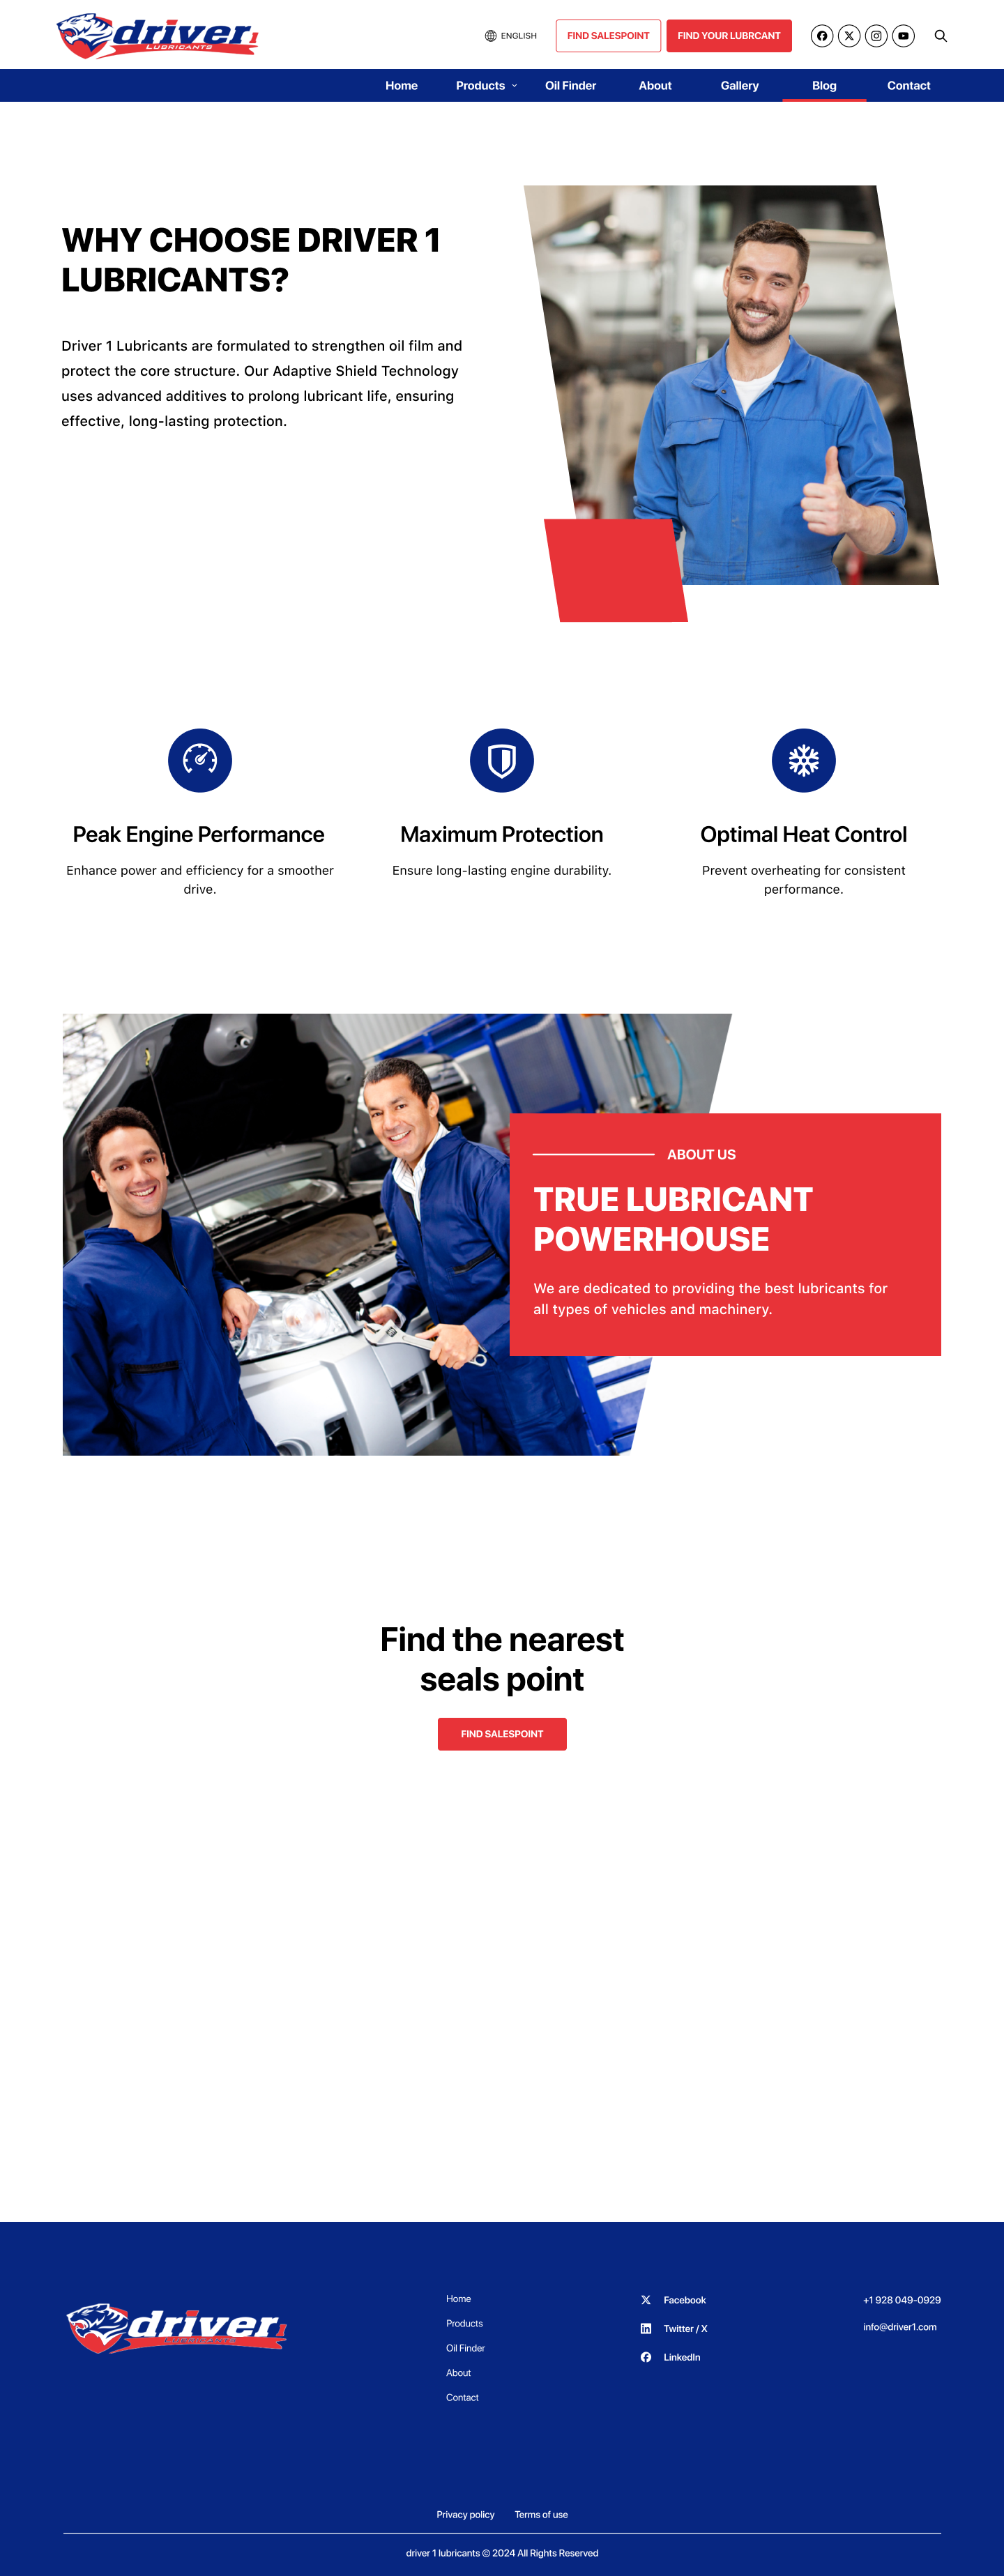 driver 1
LUBRICANTS
ENGLISH
FIND SALESPOINT
FIND YOUR LUBRCANT
Home
Products
Oil Finder
About
Gallery
Blog
Contact
WHY CHOOSE DRIVER 1
LUBRICANTS?
Driver 1 Lubricants are formulated to strengthen oil film and
protect the core structure. Our Adaptive Shield Technology
uses advanced additives to prolong lubricant life, ensuring
effective, long-lasting protection.
Peak Engine Performance
Enhance power and efficiency for a smoother
drive.
Maximum Protection
Ensure long-lasting engine durability.
Optimal Heat Control
Prevent overheating for consistent
performance.
ABOUT US
TRUE LUBRICANT
POWERHOUSE
We are dedicated to providing the best lubricants for
all types of vehicles and machinery.
Find the nearest
seals point
FIND SALESPOINT
driver 1
LUBRICANTS
Home
Products
Oil Finder
About
Contact
Facebook
Twitter / X
LinkedIn
+1 928 049-0929
info@driver1.com
Privacy policy
Terms of use
driver 1 lubricants © 2024 All Rights Reserved